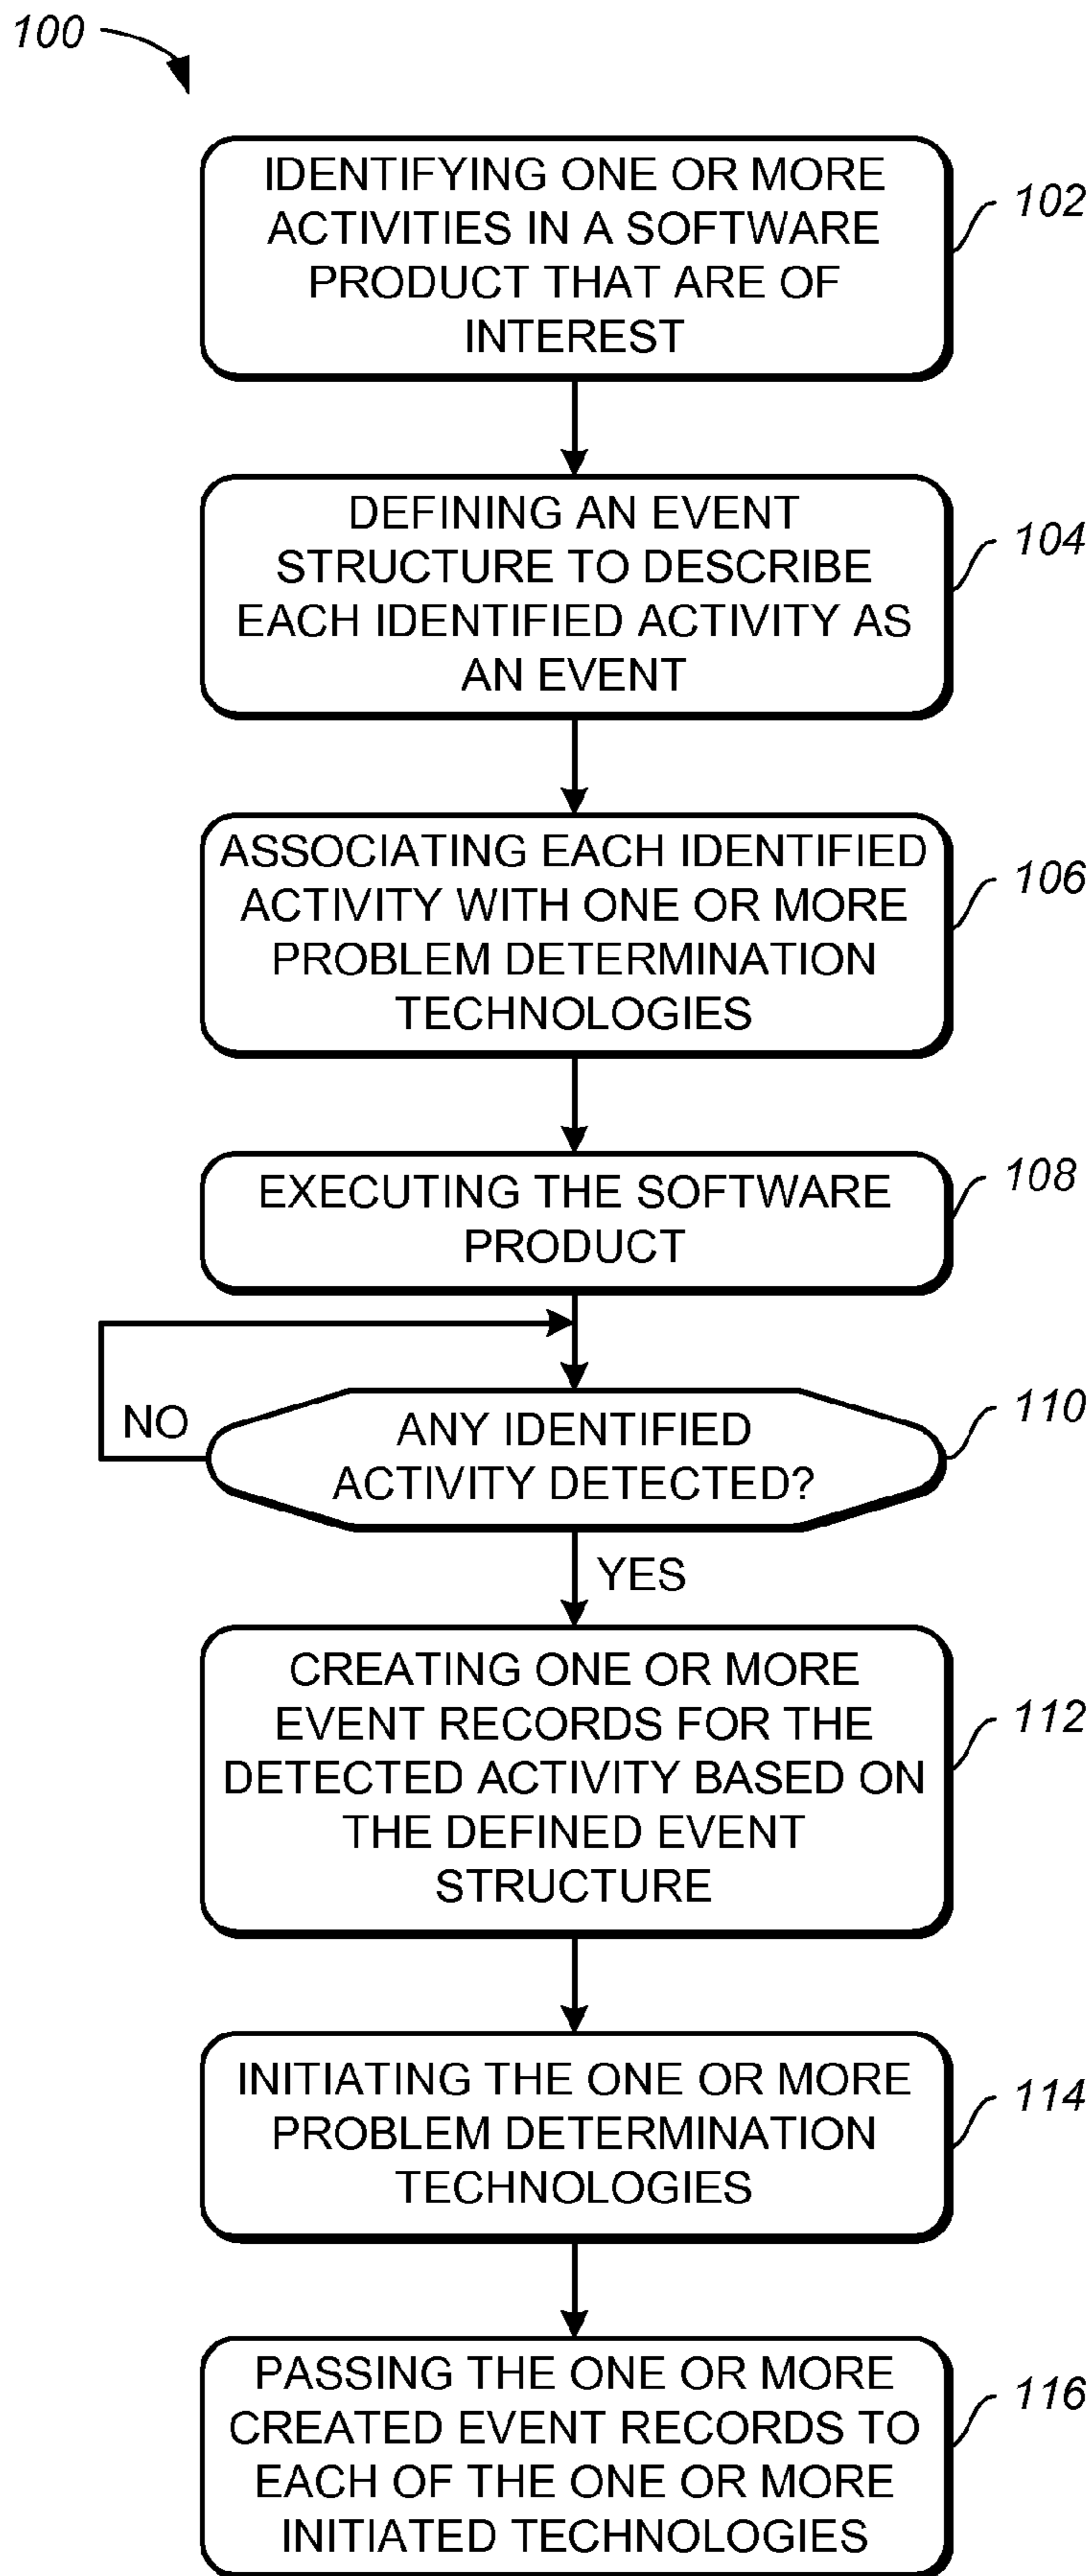 100
IDENTIFYING ONE OR MORE
ACTIVITIES IN A SOFTWARE
PRODUCT THAT ARE OF
INTEREST
102
DEFINING AN EVENT
STRUCTURE TO DESCRIBE
EACH IDENTIFIED ACTIVITY AS
AN EVENT
104
ASSOCIATING EACH IDENTIFIED
ACTIVITY WITH ONE OR MORE
PROBLEM DETERMINATION
TECHNOLOGIES
106
EXECUTING THE SOFTWARE
PRODUCT
108
ANY IDENTIFIED
ACTIVITY DETECTED?
110
NO
YES
CREATING ONE OR MORE
EVENT RECORDS FOR THE
DETECTED ACTIVITY BASED ON
THE DEFINED EVENT
STRUCTURE
112
INITIATING THE ONE OR MORE
PROBLEM DETERMINATION
TECHNOLOGIES
114
PASSING THE ONE OR MORE
CREATED EVENT RECORDS TO
EACH OF THE ONE OR MORE
INITIATED TECHNOLOGIES
116